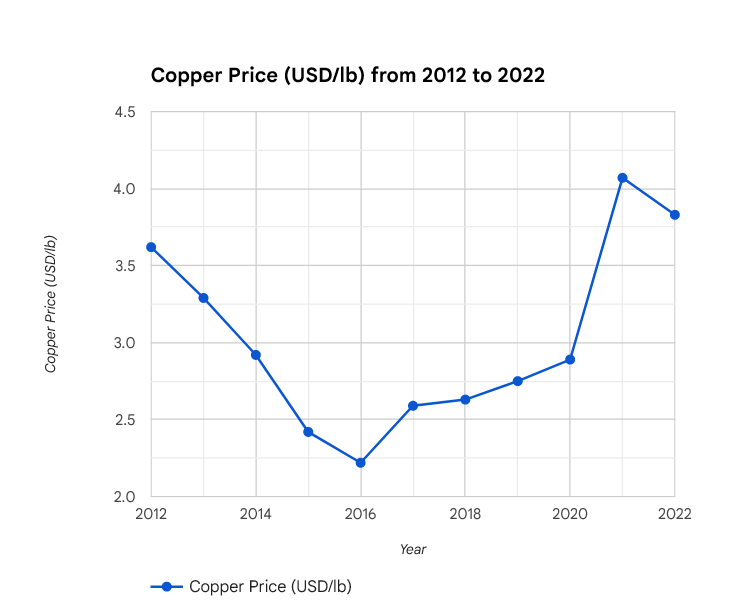 Copper Price (USD/lb) from 2012 to 2022
4.5
4.0
3.5
3.0
2.5
2.0
Copper Price (USD/lb)
2012 2014 2016 2018 2020 2022
Year
Copper Price (USD/lb)